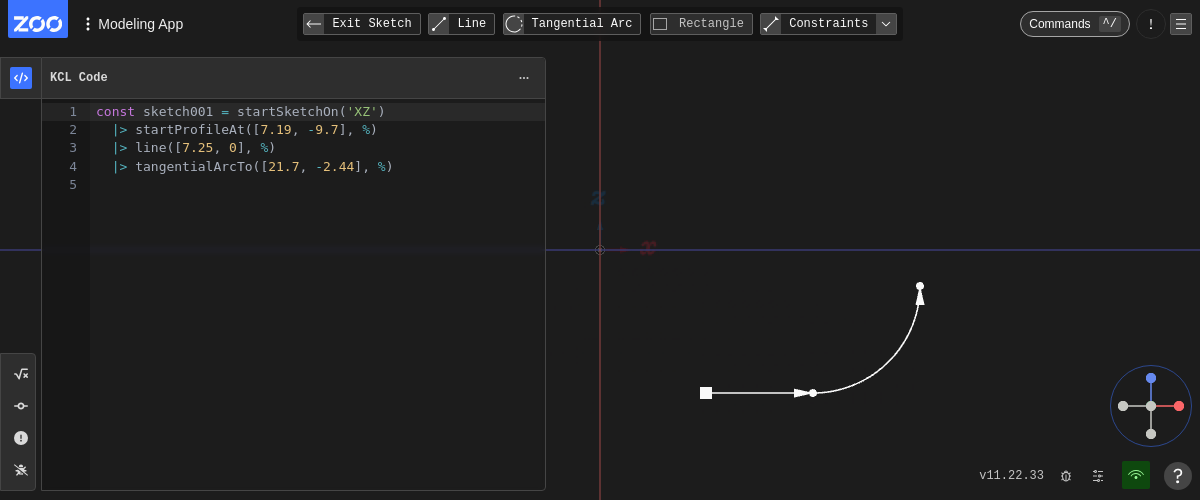 ZOO Modeling App Exit Sketch Line Tangential Arc Rectangle Constraints Commands ^/ !
KCL Code ...
1 const sketch001 = startSketchOn('XZ')
2 |> startProfileAt([7.19, -9.7], %)
3 |> line([7.25, 0], %)
4 |> tangentialArcTo([21.7, -2.44], %)
5
z
x
v11.22.33 ?